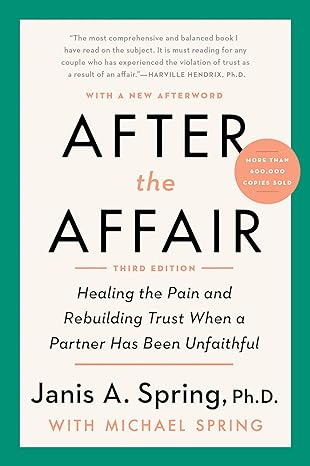 "The most comprehensive and balanced book I
have read on the subject. It is must reading for any
couple who has experienced the violation of trust as
a result of an affair."—HARVILLE HENDRIX, PH.D.
WITH A NEW AFTERWORD
AFTER
the
AFFAIR
MORE THAN
600,000
COPIES SOLD
THIRD EDITION
Healing the Pain and
Rebuilding Trust When a
Partner Has Been Unfaithful
Janis A. Spring, Ph.D.
WITH MICHAEL SPRING